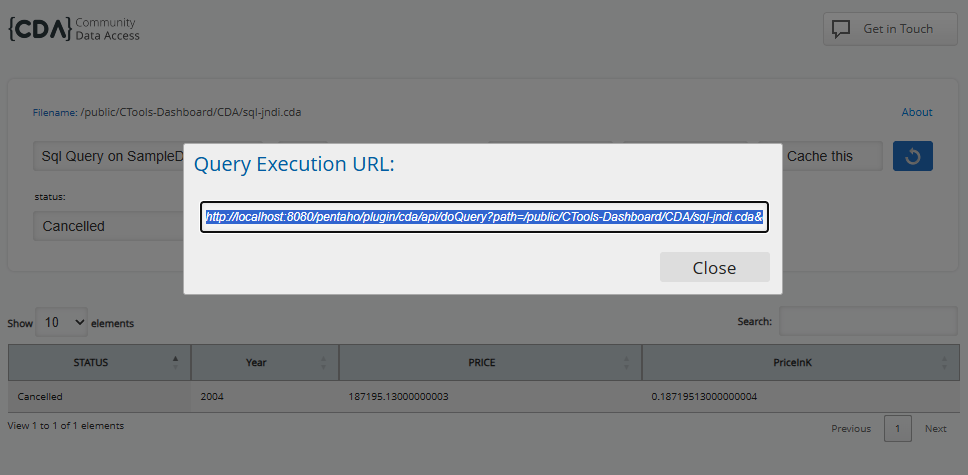 {CDA} Community
Data Access
Get in Touch
Filename: /public/CTools-Dashboard/CDA/sql-jndi.cda
About
Sql Query on SampleD
Cache this
Query Execution URL:
status:
http://localhost:8080/pentaho/plugin/cda/api/doQuery?path=/public/CTools-Dashboard/CDA/sql-jndi.cda&
Cancelled
Close
Show 10 elements
Search:
STATUS Year PRICE PriceInK
Cancelled 2004 187195.13000000003 0.18719513000000004
View 1 to 1 of 1 elements
Previous 1 Next